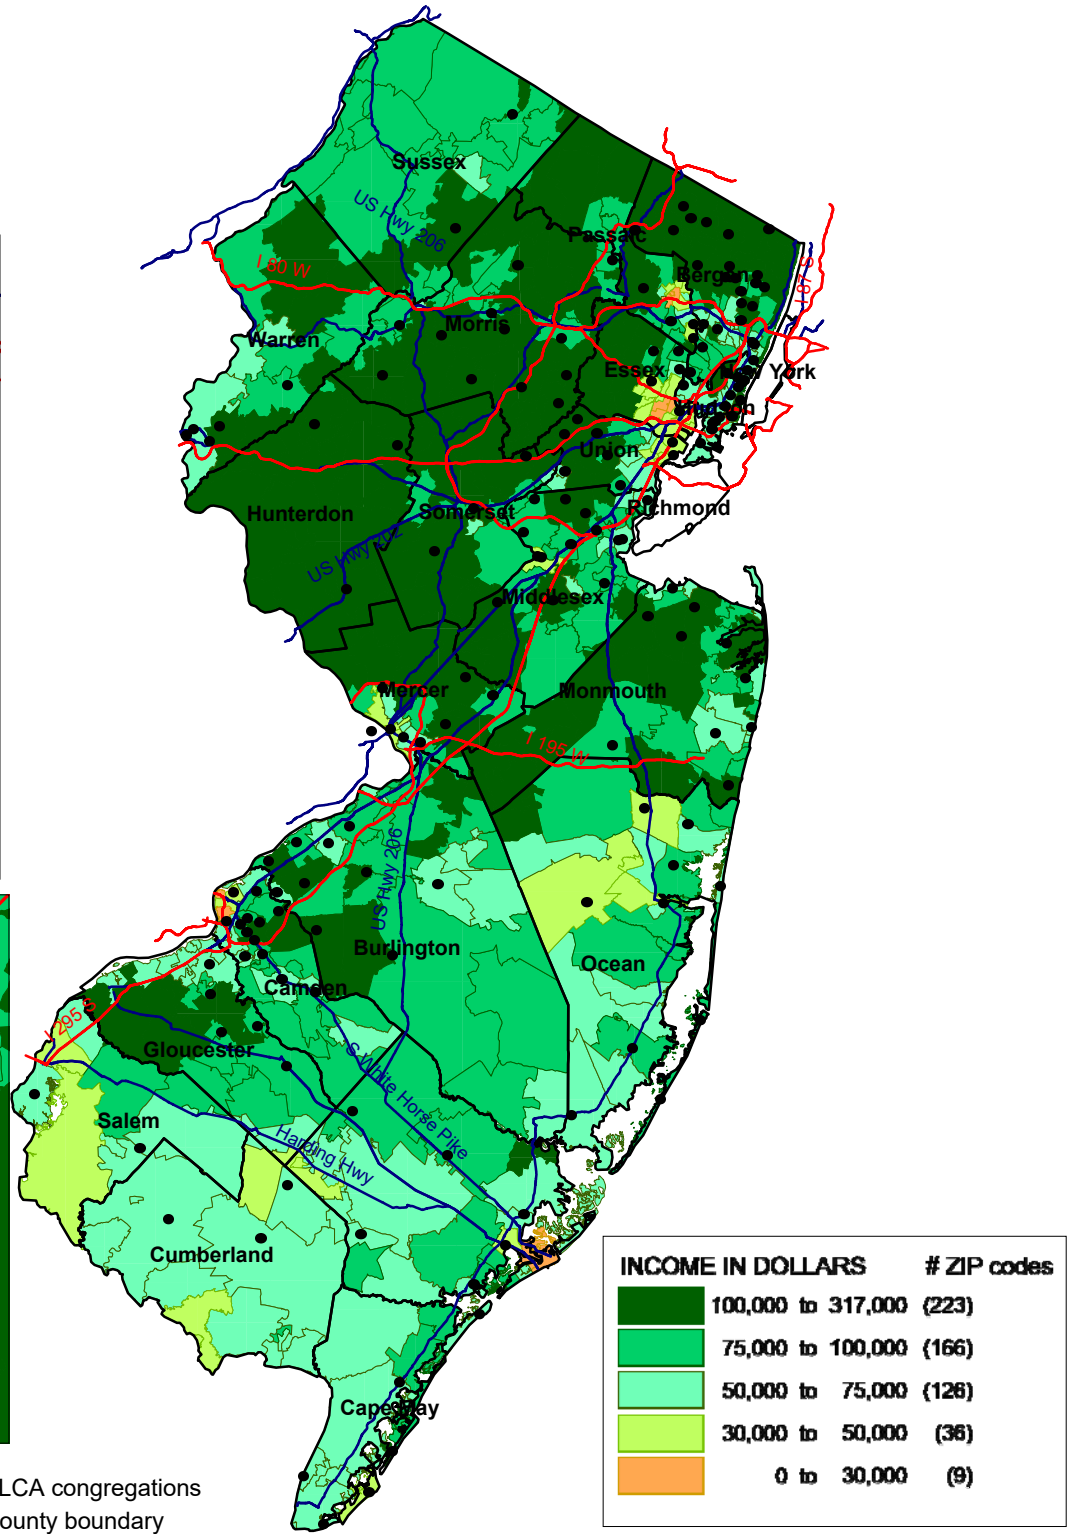 Sussex
US Hwy 206
Passaic
I 80 W
Bergen
I 87 S
Morris
Warren
Essex
New York
Hudson
Union
Hunterdon
Somerset
Richmond
US Hwy 202
Middlesex
Mercer
Monmouth
I 195 W
US Hwy 206
Burlington
Ocean
Camden
I 295 S
Gloucester
S White Horse Pike
Salem
Harding Hwy
Cumberland
Cape May
INCOME IN DOLLARS # ZIP codes
100,000 to 317,000 (223)
75,000 to 100,000 (166)
50,000 to 75,000 (126)
30,000 to 50,000 (36)
0 to 30,000 (9)
LCA congregations
ounty boundary